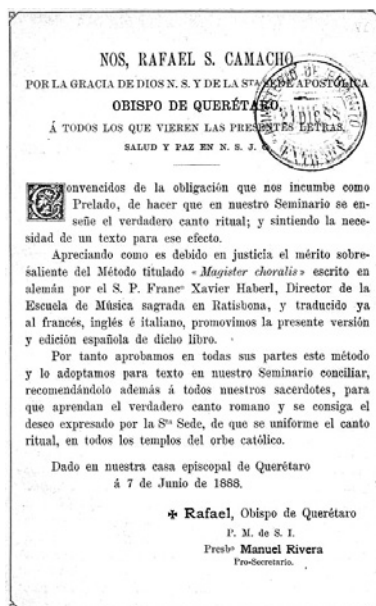 NOS, RAFAEL S. CAMACHO,
POR LA GRACIA DE DIOS N. S. Y DE LA Sta SEDE APOSTÓLICA
OBISPO DE QUERÉTARO,
Á TODOS LOS QUE VIEREN LAS PRESENTES LETRAS,
SALUD Y PAZ EN N. S. J. C.
Convencidos de la obligación que nos incumbe como
Prelado, de hacer que en nuestro Seminario se en-
señe el verdadero canto ritual; y sintiendo la nece-
sidad de un texto para ese efecto.
Apreciando como es debido en justicia el mérito sobre-
saliente del Método titulado «Magister choralis» escrito en
alemán por el S. P. Franco Xavier Haberl, Director de la
Escuela de Música sagrada en Ratisbona, y traducido ya
al francés, inglés é italiano, promovimos la presente versión
y edición española de dicho libro.
Por tanto aprobamos en todas sus partes este método
y lo adoptamos para texto en nuestro Seminario conciliar,
recomendándolo además á todos nuestros sacerdotes, para
que aprendan el verdadero canto romano y se consiga el
deseo expresado por la Sta Sede, de que se uniforme el canto
ritual, en todos los templos del orbe católico.
Dado en nuestra casa episcopal de Querétaro
á 7 de Junio de 1888.
✠ Rafael, Obispo de Querétaro
P. M. de S. I.
Presbo Manuel Rivera
Pro-Secretario.